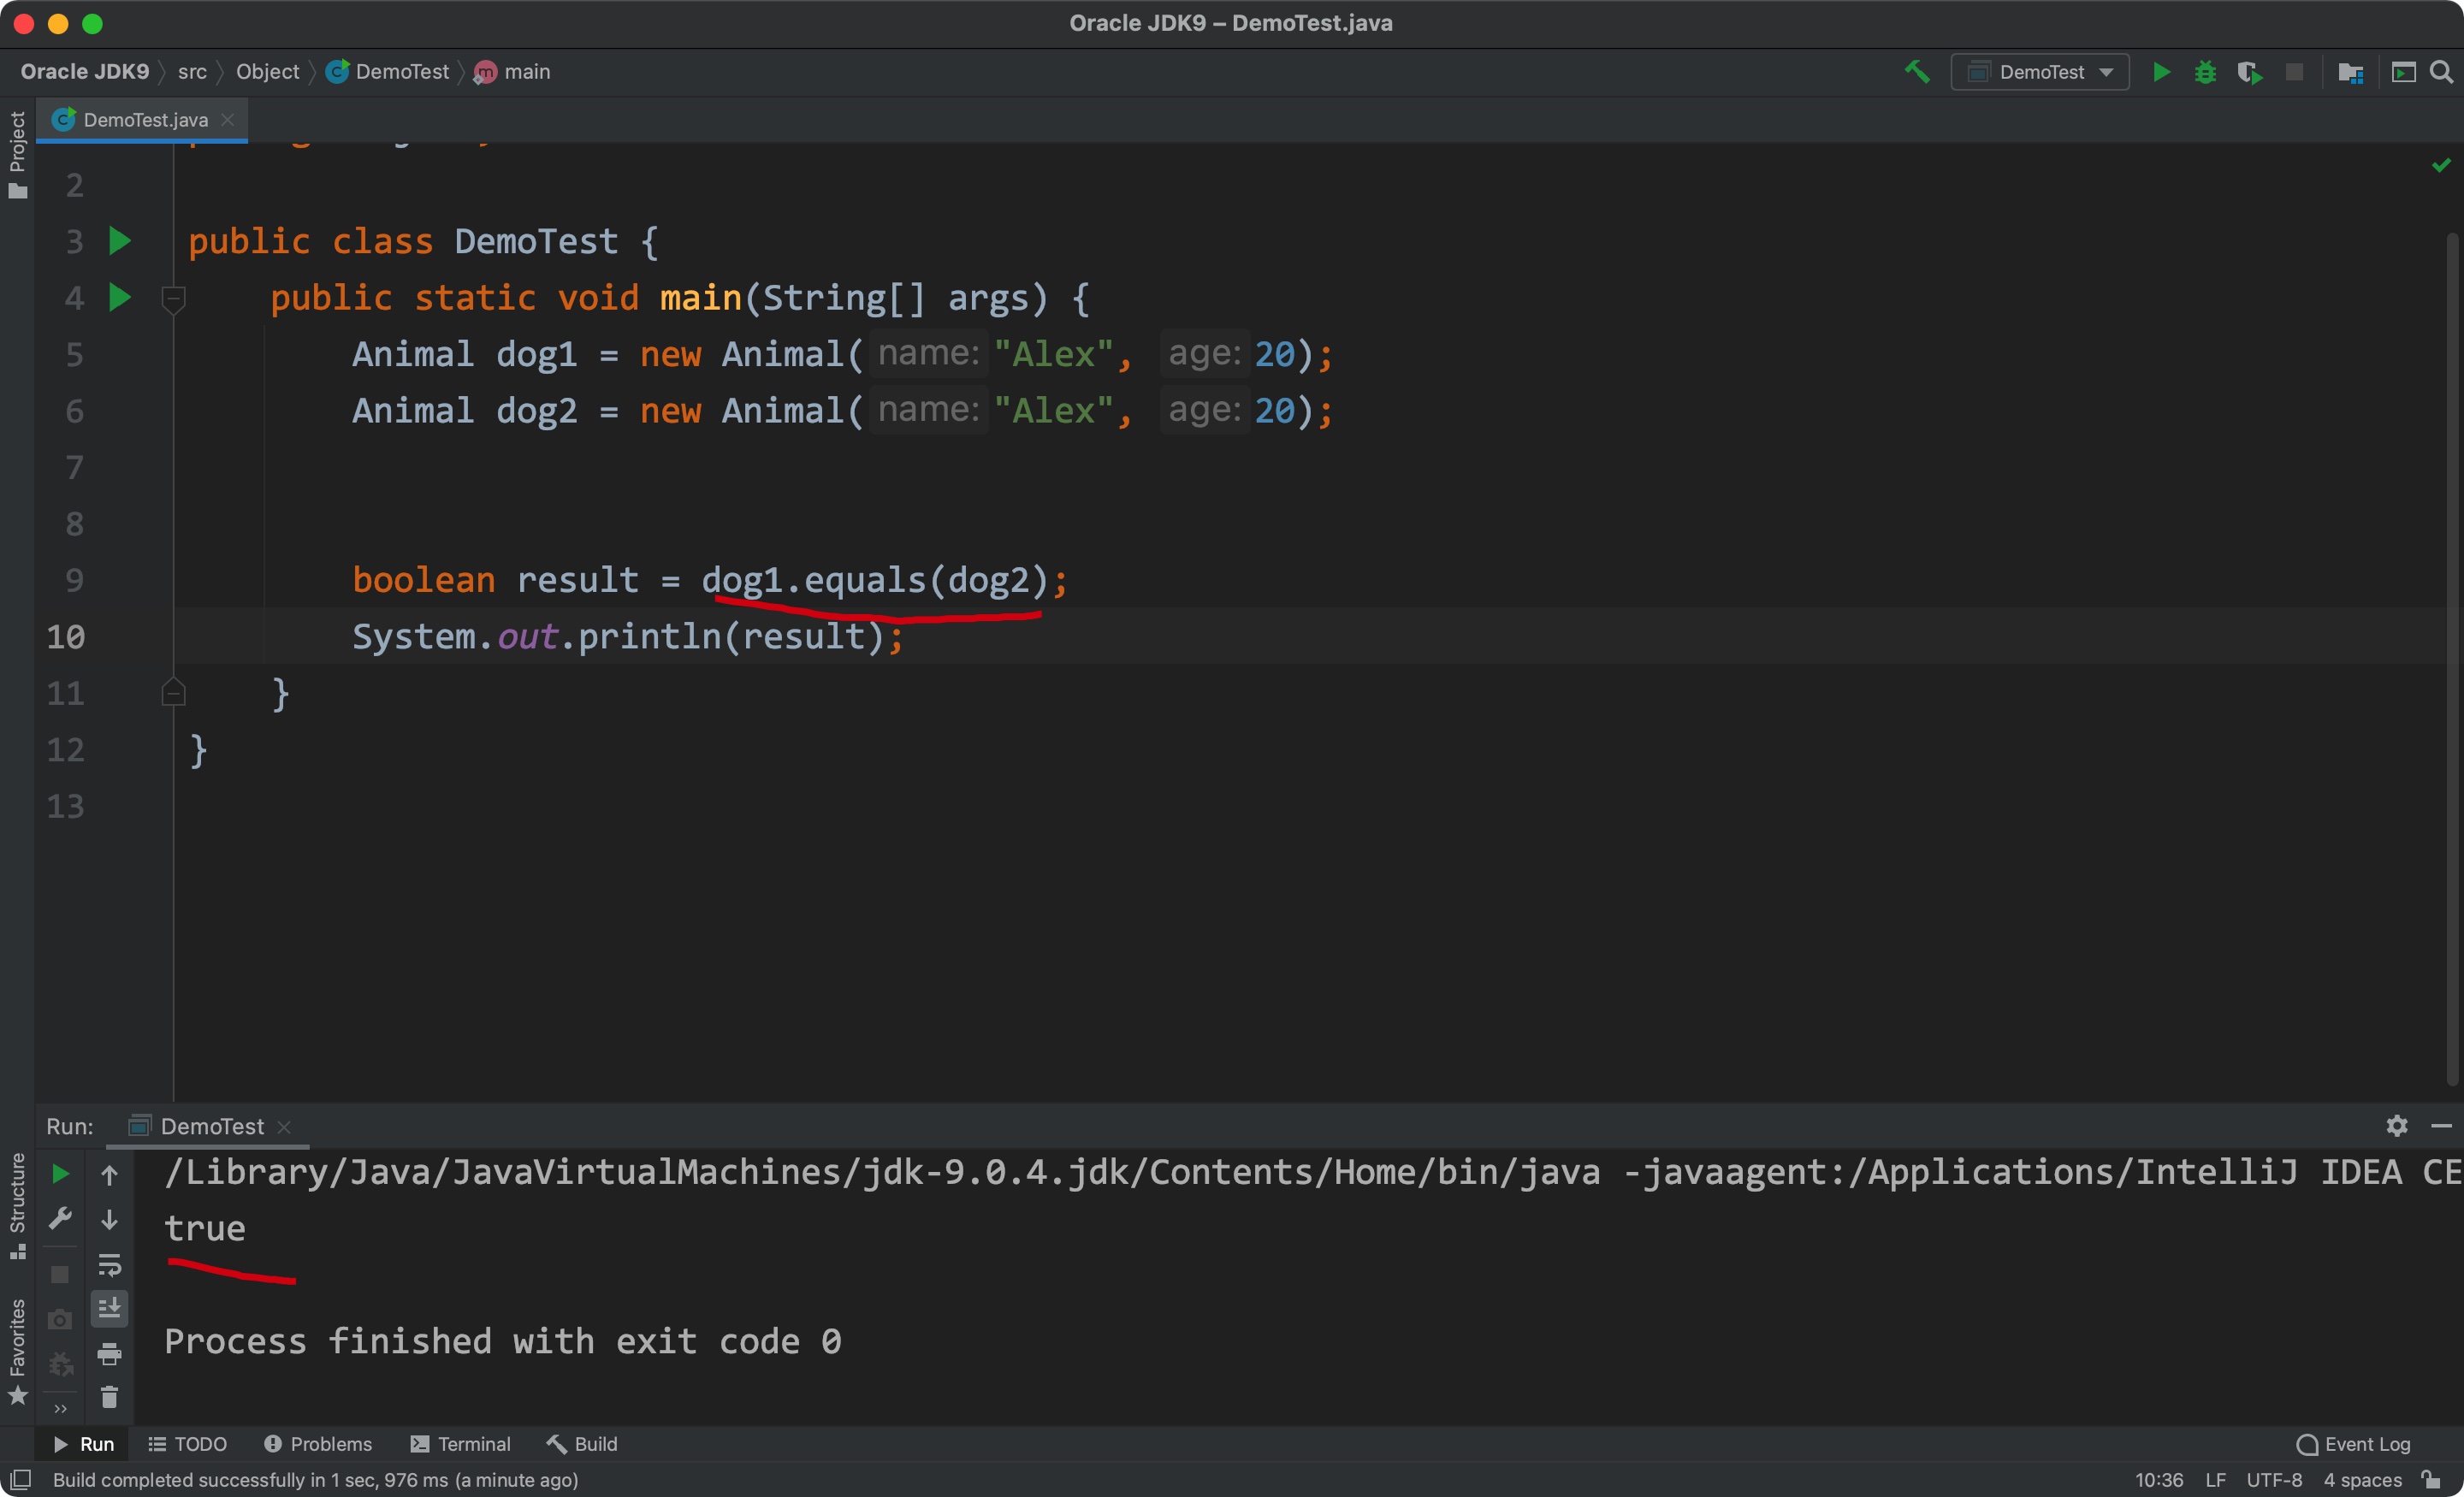 Oracle JDK9 – DemoTest.java
Oracle JDK9 src Object DemoTest main
DemoTest
Project
DemoTest.java
2
3 public class DemoTest {
4 public static void main(String[] args) {
5 Animal dog1 = new Animal( name: "Alex", age: 20);
6 Animal dog2 = new Animal( name: "Alex", age: 20);
7
8
9 boolean result = dog1.equals(dog2);
10 System.out.println(result);
11 }
12 }
13
Run: DemoTest
/Library/Java/JavaVirtualMachines/jdk-9.0.4.jdk/Contents/Home/bin/java -javaagent:/Applications/IntelliJ IDEA CE
true
Process finished with exit code 0
Structure
Favorites
Run TODO Problems Terminal Build Event Log
Build completed successfully in 1 sec, 976 ms (a minute ago) 10:36 LF UTF-8 4 spaces